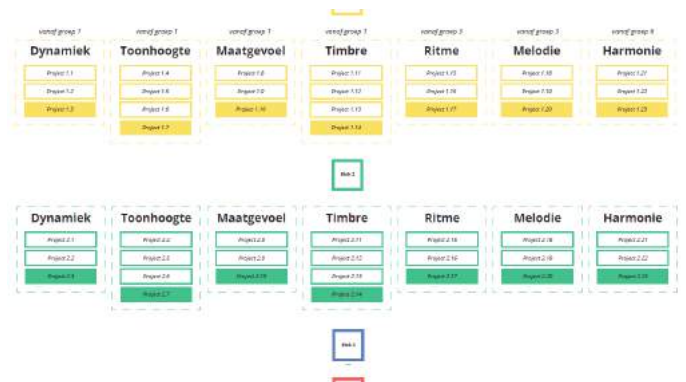 vanaf groep 1 vanaf groep 1 vanaf groep 1 vanaf groep 1 vanaf groep 3 vanaf groep 3 vanaf groep 6
Dynamiek Toonhoogte Maatgevoel Timbre Ritme Melodie Harmonie
Project 1.1 Project 1.4 Project 1.8 Project 1.11 Project 1.15 Project 1.18 Project 1.21
Project 1.2 Project 1.5 Project 1.9 Project 1.12 Project 1.16 Project 1.19 Project 1.22
Project 1.3 Project 1.6 Project 1.10 Project 1.13 Project 1.17 Project 1.20 Project 1.23
Project 1.7 Project 1.14
Blok 2
Dynamiek Toonhoogte Maatgevoel Timbre Ritme Melodie Harmonie
Project 2.1 Project 2.8 Project 2.11 Project 2.15 Project 2.18 Project 2.21
Project 2.2 Project 2.5 Project 2.9 Project 2.12 Project 2.16 Project 2.19 Project 2.22
Project 2.3 Project 2.6 Project 2.10 Project 2.13 Project 2.17 Project 2.20 Project 2.23
Project 2.7 Project 2.14
Blok 3